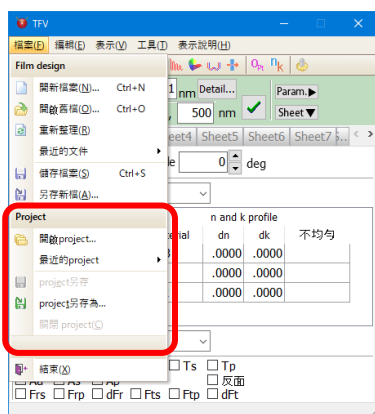 TFV
檔案(F) 編輯(E) 表示(V) 工具(T) 表示說明(H)
Film design
開新檔案(N)... Ctrl+N
開啟舊檔(O)... Ctrl+O
重新整理(R)
最近的文件
儲存檔案(S) Ctrl+S
另存新檔(A)...
Project
開啟project...
最近的project
project另存
project另存為...
關閉 project(C)
結束(X)
1 nm Detail... Param.
500 nm Sheet
eet4 Sheet5 Sheet6 Sheet7
0 deg
n and k profile
erial dn dk 不均勻
.0000 .0000
.0000 .0000
.0000 .0000
Ts Tp
反面
Frs Frp dFr Fts Ftp dFt